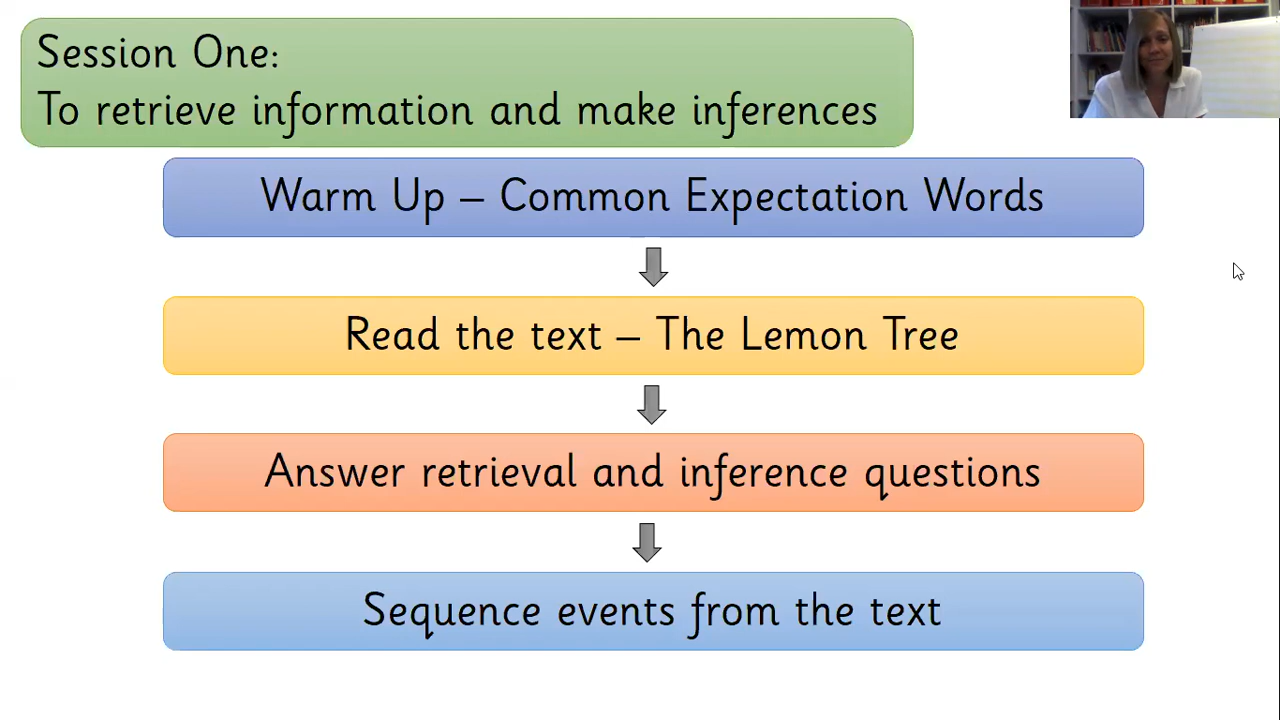 Session One:
To retrieve information and make inferences
Warm Up – Common Expectation Words
Read the text – The Lemon Tree
Answer retrieval and inference questions
Sequence events from the text